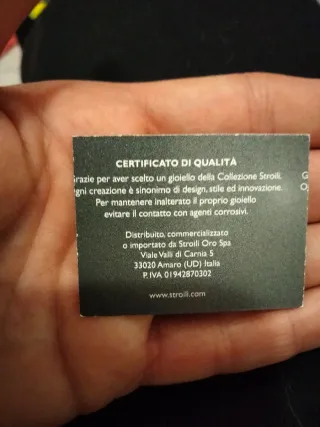 CERTIFICATO DI QUALITÀ
Grazie per aver scelto un gioiello della Collezione Stroili. G
gni creazione è sinonimo di design, stile ed innovazione. O
Per mantenere inalterato il proprio gioiello
evitare il contatto con agenti corrosivi.
Distribuito, commercializzato
o importato da Stroili Oro Spa
Viale Valli di Carnia 5
33020 Amaro (UD) Italia
P. IVA 01942870302
www.stroili.com